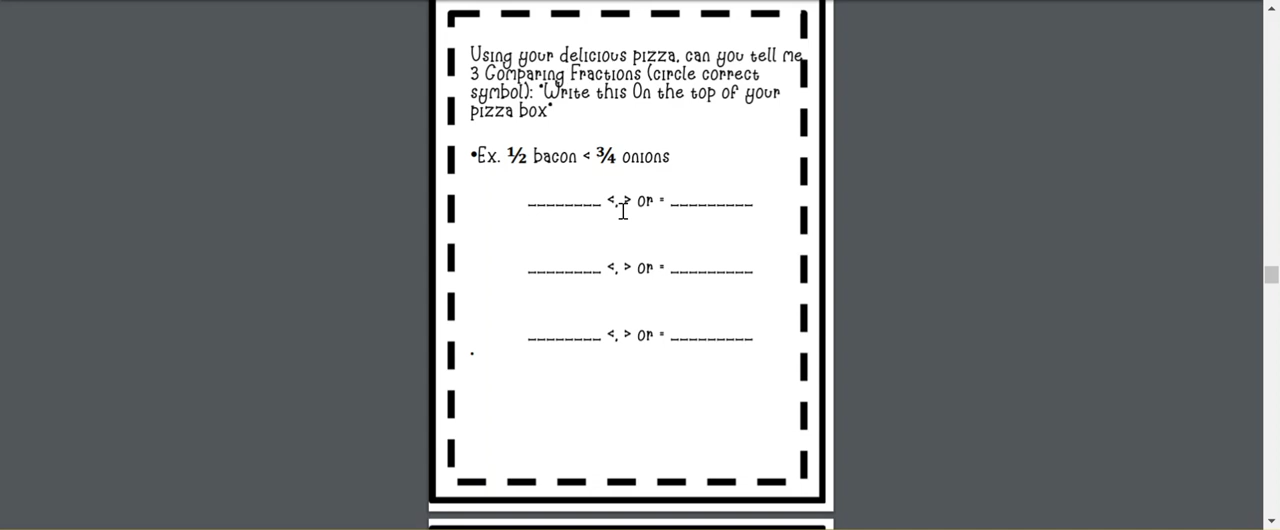 Using your delicious pizza, can you tell me
3 Comparing Fractions (circle correct
symbol): *Write this On the top of your
pizza box*
•Ex. ½ bacon < ¾ onions
________ <, > or = _________
________ <, > or = _________
________ <, > or = _________
.